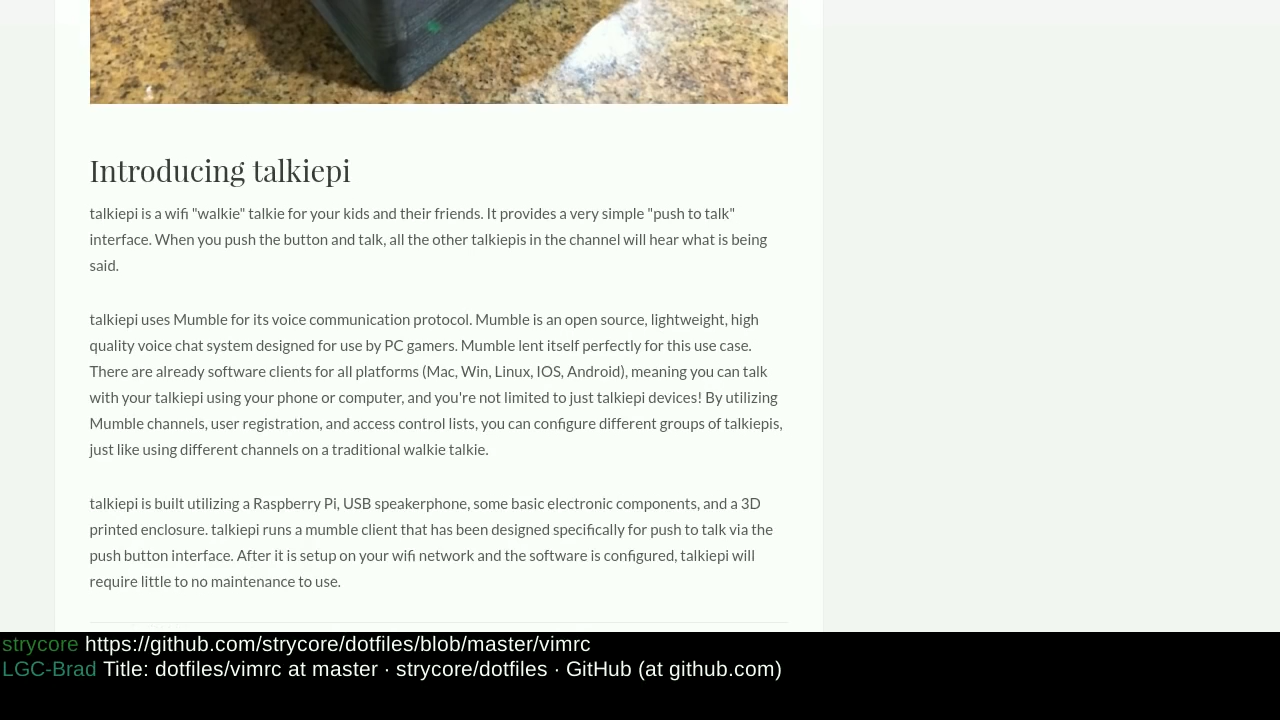 Introducing talkiepi
talkiepi is a wifi "walkie" talkie for your kids and their friends. It provides a very simple "push to talk"
interface. When you push the button and talk, all the other talkiepis in the channel will hear what is being
said.
talkiepi uses Mumble for its voice communication protocol. Mumble is an open source, lightweight, high
quality voice chat system designed for use by PC gamers. Mumble lent itself perfectly for this use case.
There are already software clients for all platforms (Mac, Win, Linux, IOS, Android), meaning you can talk
with your talkiepi using your phone or computer, and you're not limited to just talkiepi devices! By utilizing
Mumble channels, user registration, and access control lists, you can configure different groups of talkiepis,
just like using different channels on a traditional walkie talkie.
talkiepi is built utilizing a Raspberry Pi, USB speakerphone, some basic electronic components, and a 3D
printed enclosure. talkiepi runs a mumble client that has been designed specifically for push to talk via the
push button interface. After it is setup on your wifi network and the software is configured, talkiepi will
require little to no maintenance to use.
strycore https://github.com/strycore/dotfiles/blob/master/vimrc
LGC-Brad Title: dotfiles/vimrc at master · strycore/dotfiles · GitHub (at github.com)